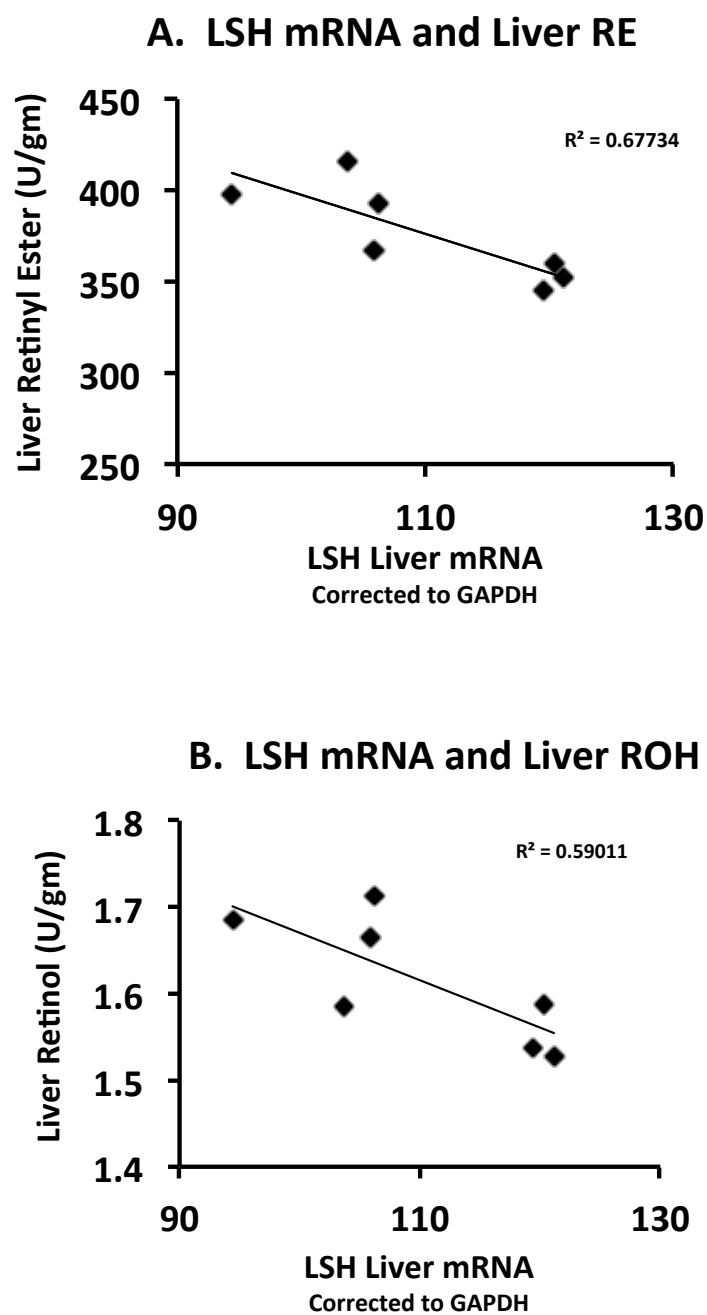 A. LSH mRNA and Liver RE
Liver Retinyl Ester (U/gm)
450
400
350
300
250
R² = 0.67734
90 110 130
LSH Liver mRNA
Corrected to GAPDH
B. LSH mRNA and Liver ROH
Liver Retinol (U/gm)
1.8
1.7
1.6
1.5
1.4
R² = 0.59011
90 110 130
LSH Liver mRNA
Corrected to GAPDH